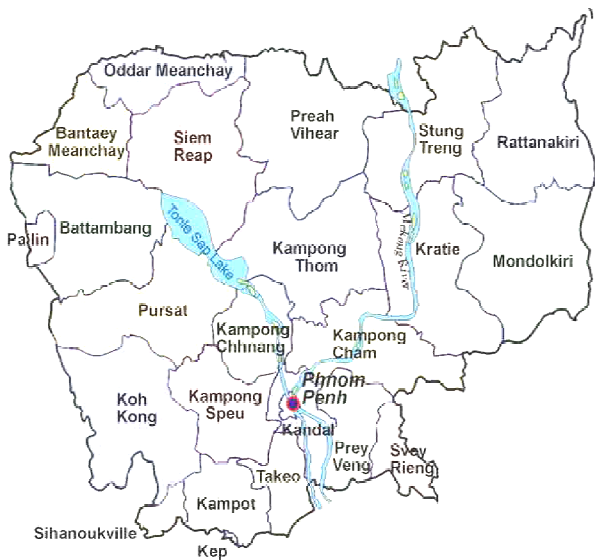 Oddar Meanchay
Bantaey
Meanchay
Siem
Reap
Preah
Vihear
Stung
Treng
Rattanakiri
Pailin
Battambang
Tonle Sap Lake
Kampong
Thom
Mekong River
Kratie
Mondolkiri
Pursat
Kampong
Chhnang
Kampong
Cham
Koh
Kong
Kampong
Speu
Phnom
Penh
Kandal
Prey
Veng
Svay
Rieng
Takeo
Kampot
Sihanoukville
Kep